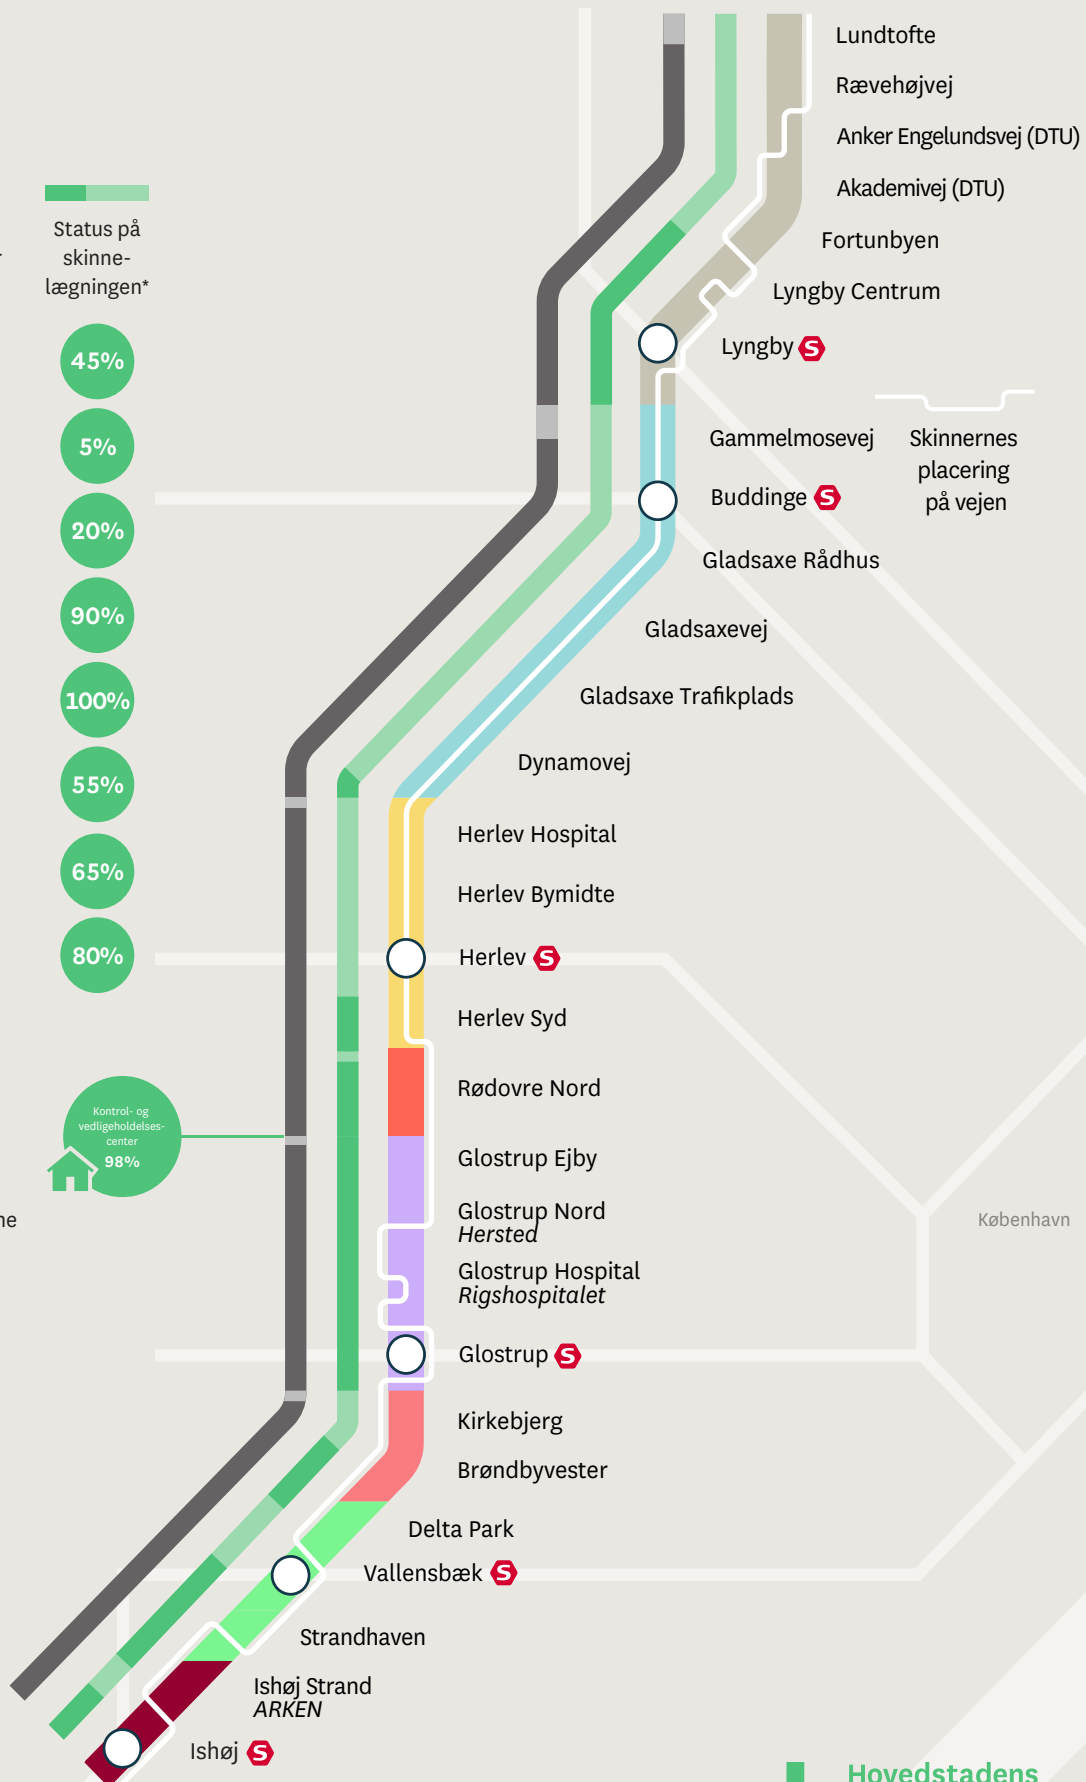 Lundtofte
Rævehøjvej
Anker Engelundsvej (DTU)
Akademivej (DTU)
Fortunbyen
Lyngby Centrum
Lyngby S
Gammelmosevej
Buddinge S
Gladsaxe Rådhus
Gladsaxevej
Gladsaxe Trafikplads
Dynamovej
Herlev Hospital
Herlev Bymidte
Herlev S
Herlev Syd
Rødovre Nord
Glostrup Ejby
Glostrup Nord
Hersted
Glostrup Hospital
Rigshospitalet
Glostrup S
Kirkebjerg
Brøndbyvester
Delta Park
Vallensbæk S
Strandhaven
Ishøj Strand
ARKEN
Ishøj S
Status på
skinne-
lægningen*
45%
5%
20%
90%
100%
55%
65%
80%
Kontrol- og
vedligeholdelses-
center
98%
ne
Skinnernes
placering
på vejen
København
Hovedstadens